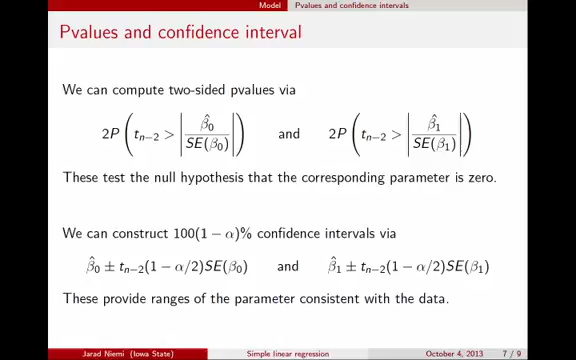 Model Pvalues and confidence intervals
Pvalues and confidence interval
We can compute two-sided pvalues via
2P ( t_{n−2} > | β̂_0 / SE(β_0) | ) and 2P ( t_{n−2} > | β̂_1 / SE(β_1) | )
These test the null hypothesis that the corresponding parameter is zero.
We can construct 100(1 − α)% confidence intervals via
β̂_0 ± t_{n−2}(1 − α/2)SE(β_0) and β̂_1 ± t_{n−2}(1 − α/2)SE(β_1)
These provide ranges of the parameter consistent with the data.
Jarad Niemi (Iowa State) Simple linear regression October 4, 2013 7 / 9